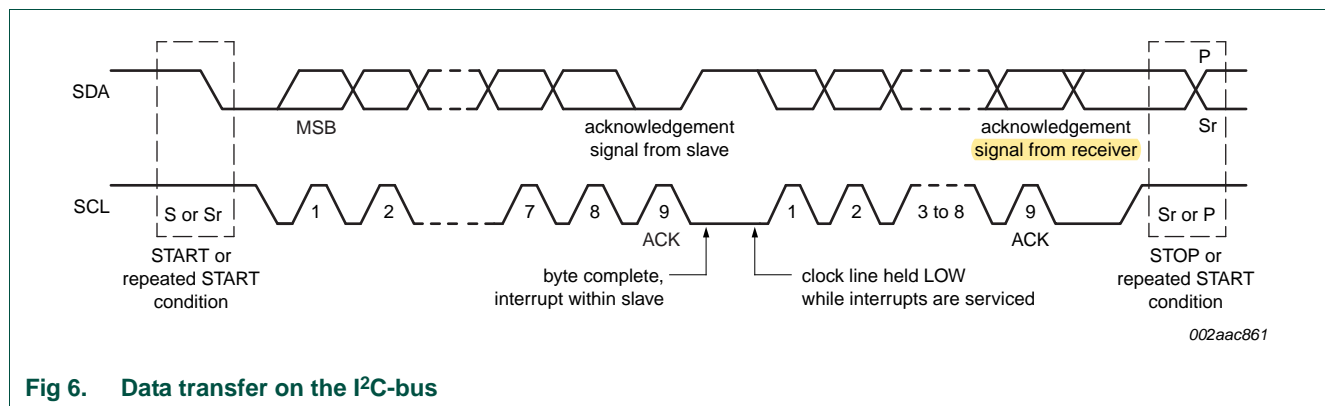 P
SDA
MSB
acknowledgement
signal from slave
acknowledgement
signal from receiver
Sr
SCL
S or Sr
1
2
7
8
9
1
2
3 to 8
9
Sr or P
ACK
ACK
START or
repeated START
condition
byte complete,
interrupt within slave
clock line held LOW
while interrupts are serviced
STOP or
repeated START
condition
002aac861
Fig 6. Data transfer on the I²C-bus